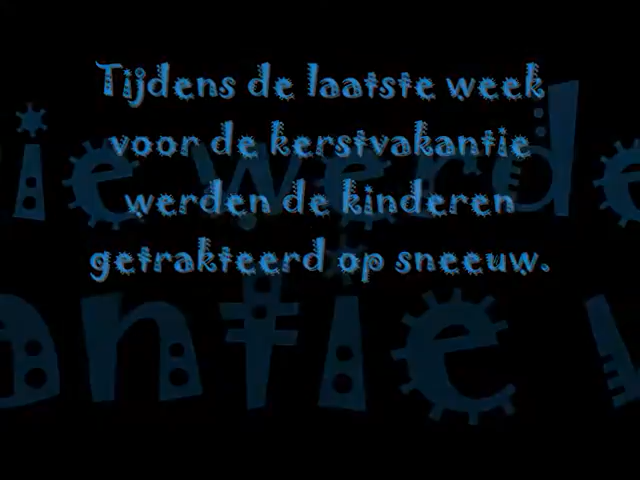 Tijdens de laatste week
voor de kerstvakantie
werden de kinderen
getrakteerd op sneeuw.